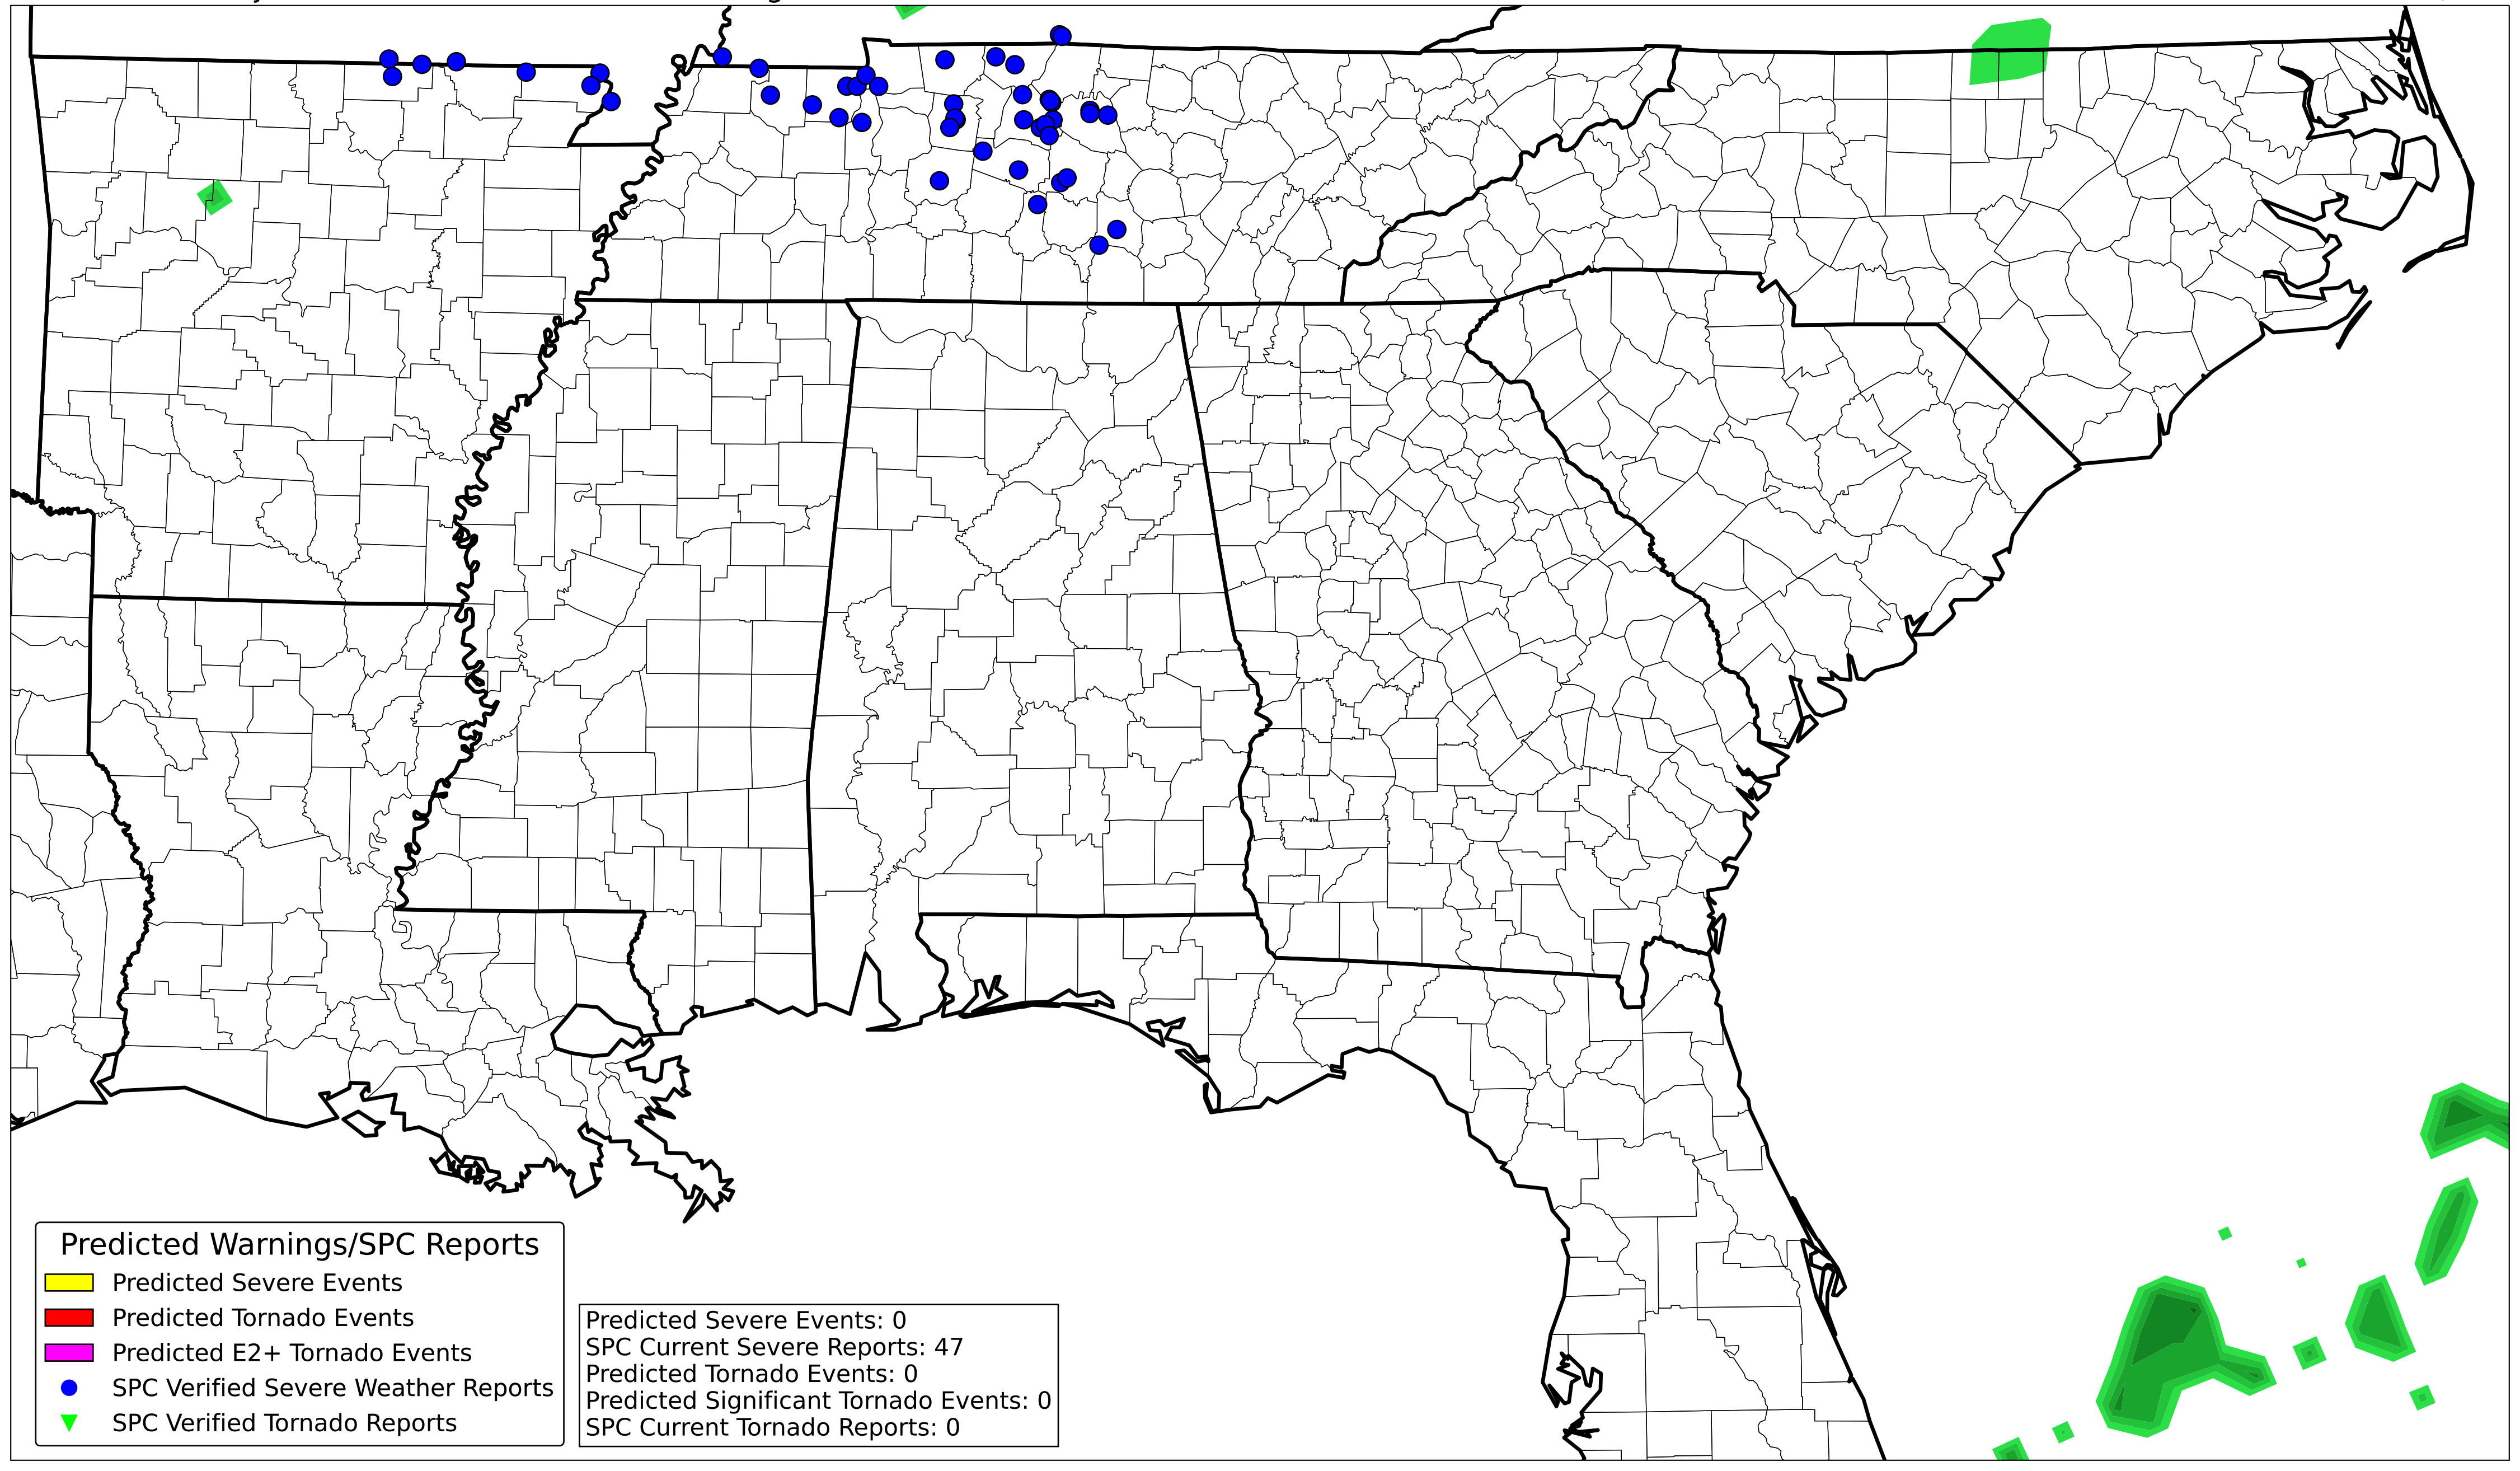 Predicted Warnings/SPC Reports
Predicted Severe Events
Predicted Tornado Events
Predicted E2+ Tornado Events
SPC Verified Severe Weather Reports
SPC Verified Tornado Reports
Predicted Severe Events: 0
SPC Current Severe Reports: 47
Predicted Tornado Events: 0
Predicted Significant Tornado Events: 0
SPC Current Tornado Reports: 0